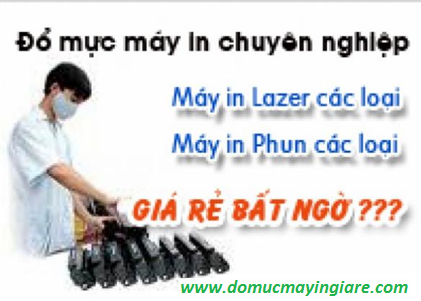 Đổ mực máy in chuyên nghiệp
Máy in Lazer các loại
Máy in Phun các loại
GIÁ RẺ BẤT NGỜ ???
www.domucmayingiare.com